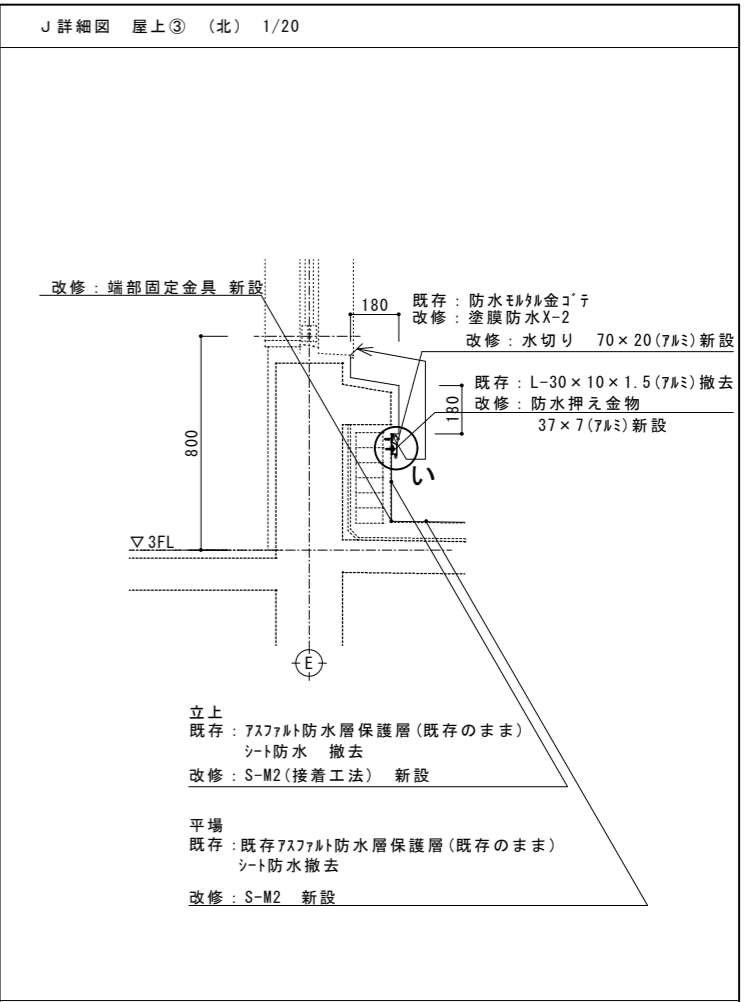 J詳細図 屋上③ (北) 1/20
改修:端部固定金具 新設
180
既存:防水モルタル金ゴテ
改修:塗膜防水X-2
改修:水切り 70×20(アルミ)新設
既存:L-30×10×1.5(アルミ)撤去
改修:防水押え金物
37×7(アルミ)新設
180
800
い
▽3FL
E
立上
既存:アスファルト防水層保護層(既存のまま)
シート防水 撤去
改修:S-M2(接着工法) 新設
平場
既存:既存アスファルト防水層保護層(既存のまま)
シート防水撤去
改修:S-M2 新設